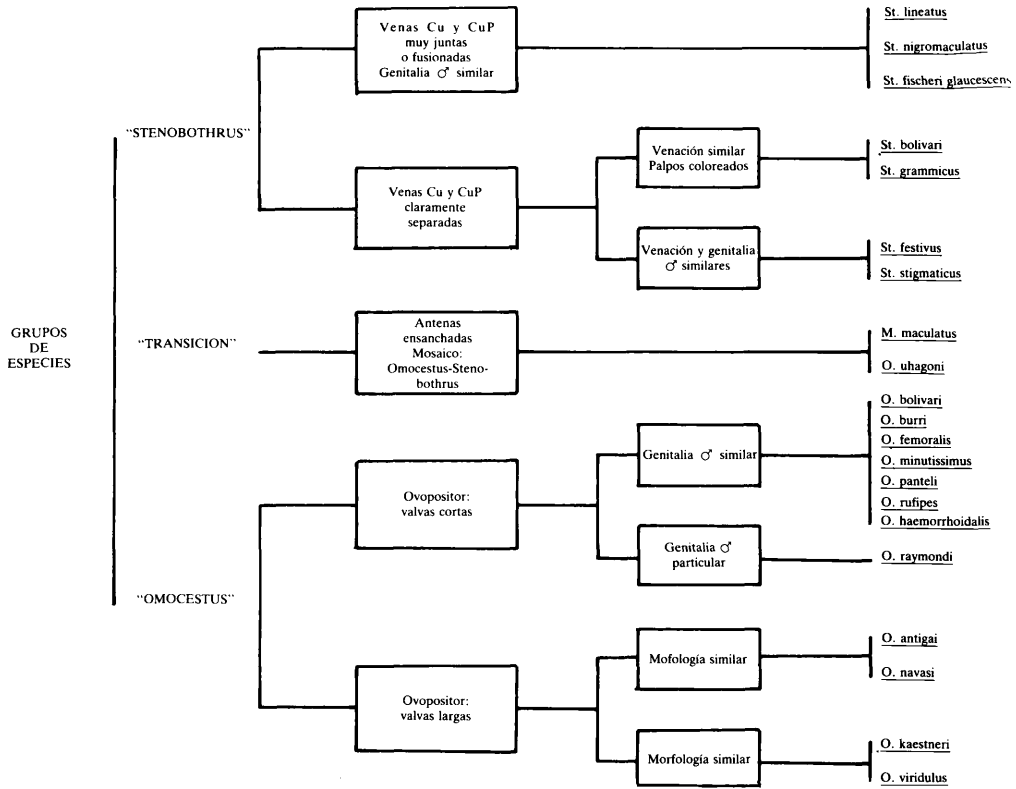 GRUPOS
DE
ESPECIES
"STENOBOTHRUS"
Venas Cu y CuP
muy juntas
o fusionadas
Genitalia ♂ similar
St. lineatus
St. nigromaculatus
St. fischeri glaucescens
Venas Cu y CuP
claramente
separadas
Venación similar
Palpos coloreados
St. bolivari
St. grammicus
Venación y genitalia
♂ similares
St. festivus
St. stigmaticus
"TRANSICION"
Antenas
ensanchadas
Mosaico:
Omocestus-Steno-
bothrus
M. maculatus
O. uhagoni
"OMOCESTUS"
Ovopositor:
valvas cortas
Genitalia ♂ similar
O. bolivari
O. burri
O. femoralis
O. minutissimus
O. panteli
O. rufipes
O. haemorrhoidalis
Genitalia ♂
particular
O. raymondi
Ovopositor:
valvas largas
Mofología similar
O. antigai
O. navasi
Morfología similar
O. kaestneri
O. viridulus